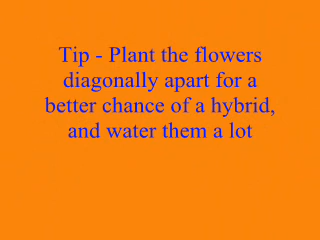 Tip - Plant the flowers
diagonally apart for a
better chance of a hybrid,
and water them a lot